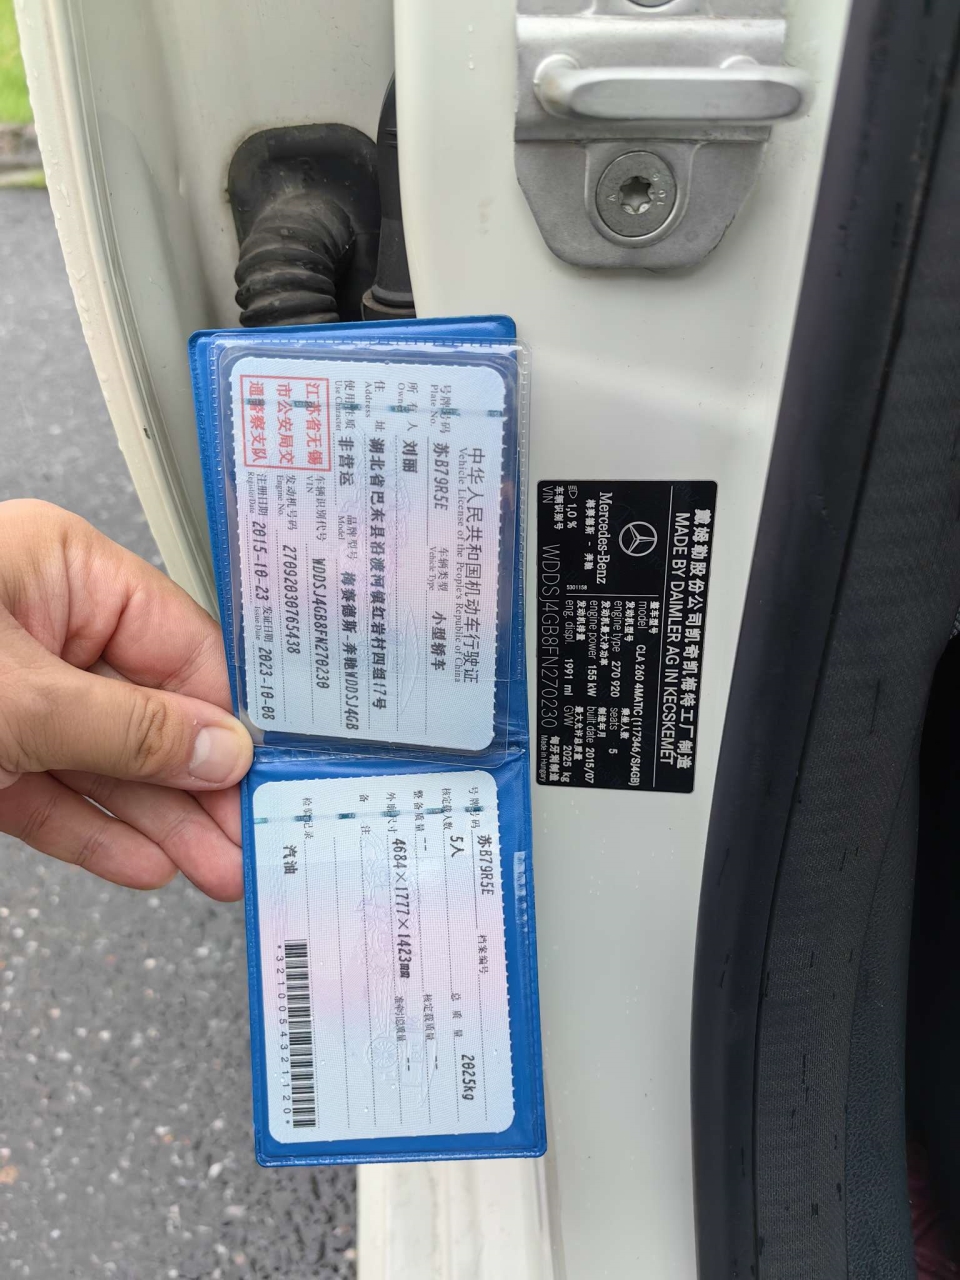 中华人民共和国机动车行驶证
Vehicle License of the People's Republic of China
号牌号码 苏B79R5E 车辆类型 小型轿车
Plate No. Vehicle Type
所有人 刘丽
Owner
住址 湖北省巴东县沿渡河镇红岩村四组17号
Address
使用性质 非营运 品牌型号 梅赛德斯-奔驰WDDSJ4GB
Use Character Model
江苏省无锡
市公安局交
通警察支队
车辆识别代号 WDDSJ4GB8FN270230
VIN
发动机号码 27092030765438
Engine No.
注册日期 2015-10-23 发证日期 2023-10-08
Register Date Issue Date
号牌号码 苏B79R5E 档案编号
核定载人数 5人 总质量 2025kg
整备质量 -- 核定载质量 --
外廓尺寸 4684×1777×1423mm 准牵引总质量 --
备注
检验记录 汽油
*3210054321120*
戴姆勒股份公司凯奇凯梅特工厂制造
MADE BY DAIMLER AG IN KECSKEMET
Mercedes-Benz
梅赛德斯-奔驰
整车型号
model CLA 260 4MATIC (117346/SJ4GB)
发动机型号 乘坐人数
engine type 270 920 seats 5
发动机最大净功率 制造年月
engine power 155 kW built date 2015/07
发动机排量 最大允许总质量
eng. displ. 1991 ml GVW 2025 kg
1,0 %
车辆识别号 匈牙利制造
VIN WDDSJ4GB8FN270230 Made in Hungary